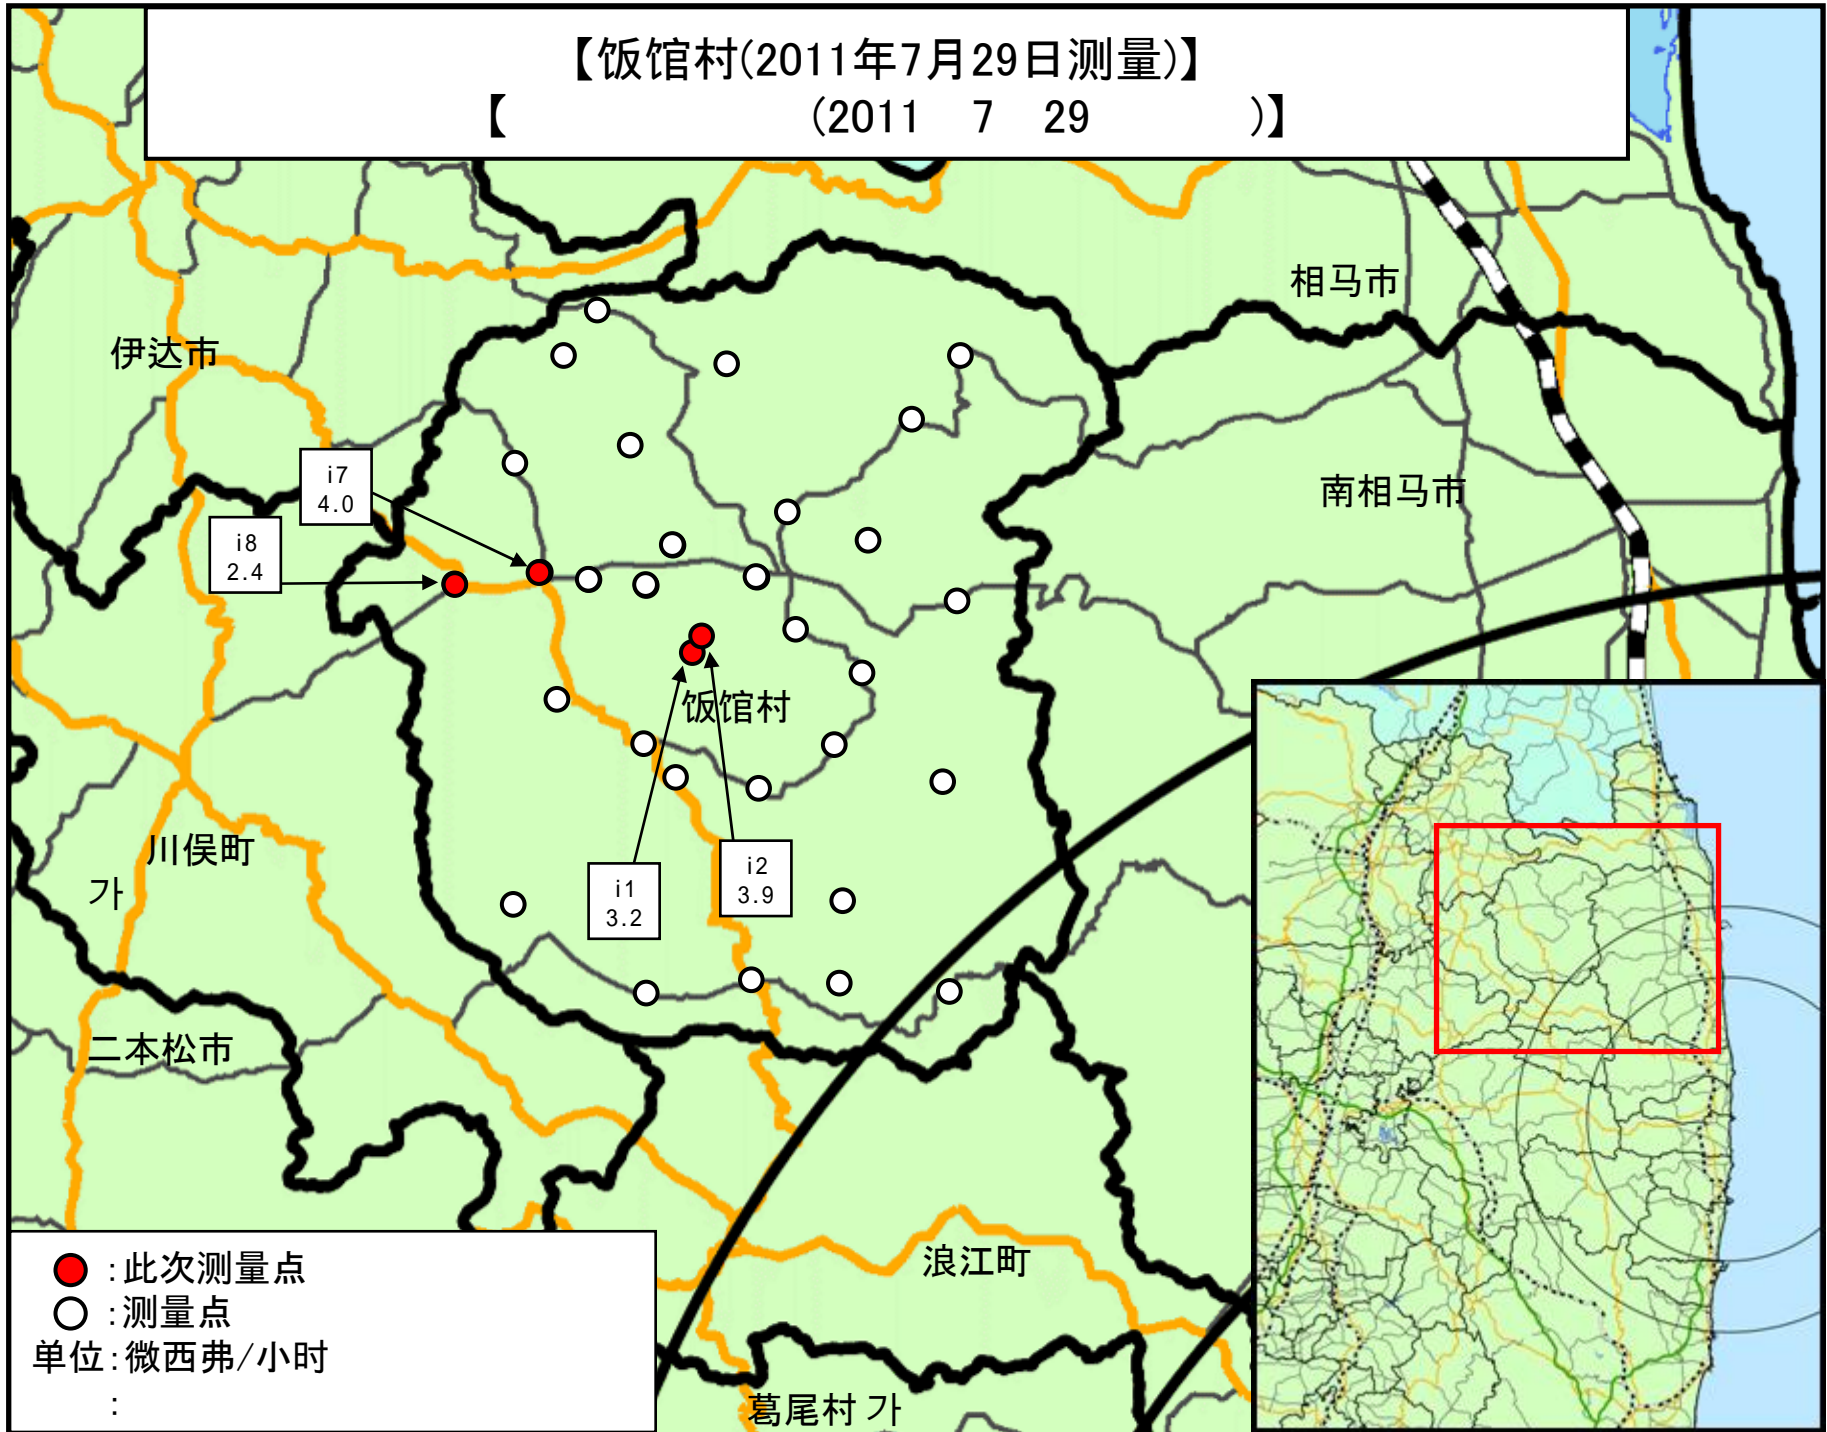 【饭馆村(2011年7月29日测量)】
【 (2011 7 29 )】
相马市
伊达市
i7
4.0
南相马市
i8
2.4
饭馆村
川俣町
가
i2
3.9
i1
3.2
二本松市
浪江町
:此次测量点
:测量点
单位:微西弗/小时
:
葛尾村 가